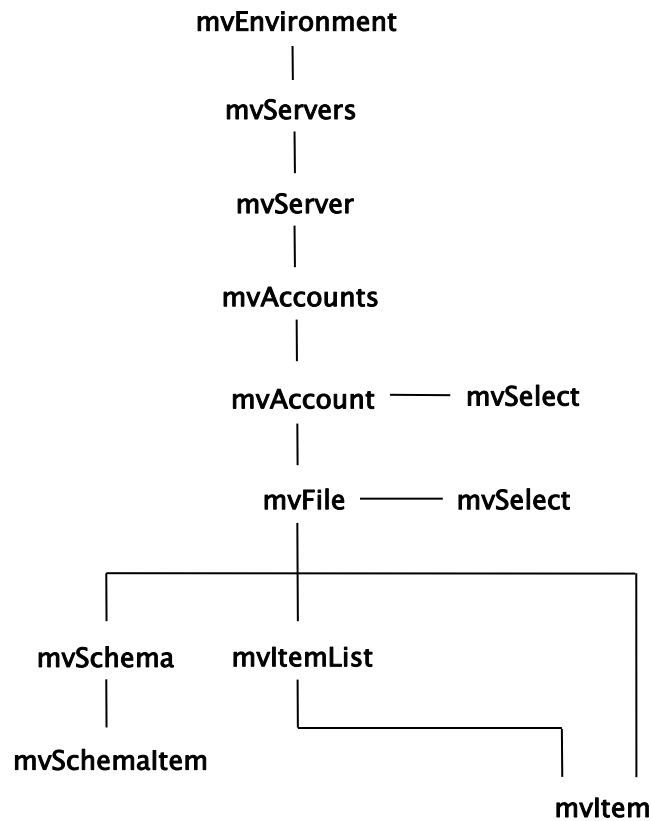 mvEnvironment
mvServers
mvServer
mvAccounts
mvAccount mvSelect
mvFile mvSelect
mvSchema mvItemList
mvSchemaItem
mvItem